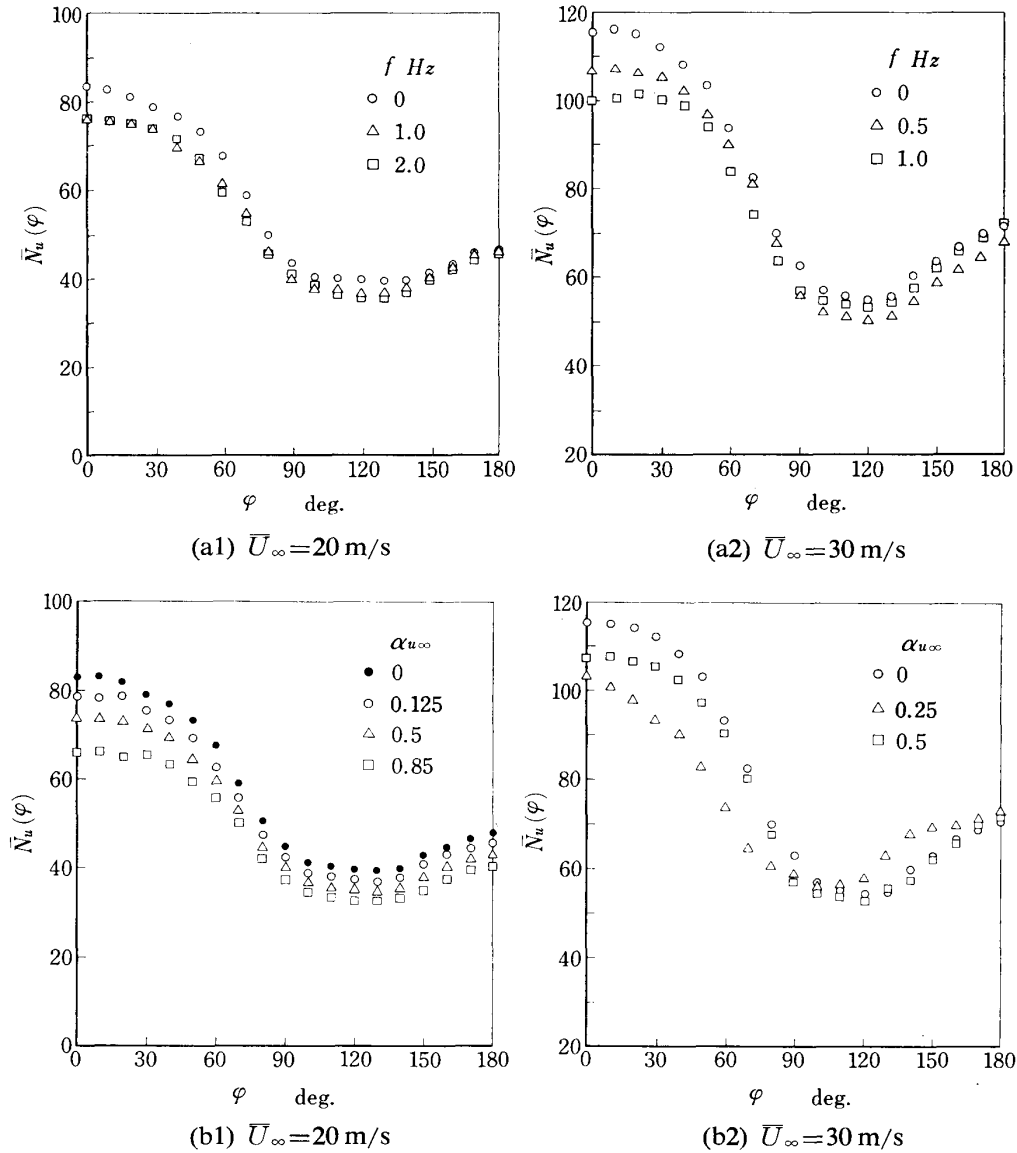 100
80
60
40
20
0
N̄u(φ)
f Hz
○ 0
△ 1.0
□ 2.0
0 30 60 90 120 150 180
φ deg.
(a1) U̅∞=20 m/s
120
100
80
60
40
20
N̄u(φ)
f Hz
○ 0
△ 0.5
□ 1.0
0 30 60 90 120 150 180
φ deg.
(a2) U̅∞=30 m/s
100
80
60
40
20
0
N̄u(φ)
αu∞
● 0
○ 0.125
△ 0.5
□ 0.85
0 30 60 90 120 150 180
φ deg.
(b1) U̅∞=20 m/s
120
100
80
60
40
20
N̄u(φ)
αu∞
○ 0
△ 0.25
□ 0.5
0 30 60 90 120 150 180
φ deg.
(b2) U̅∞=30 m/s